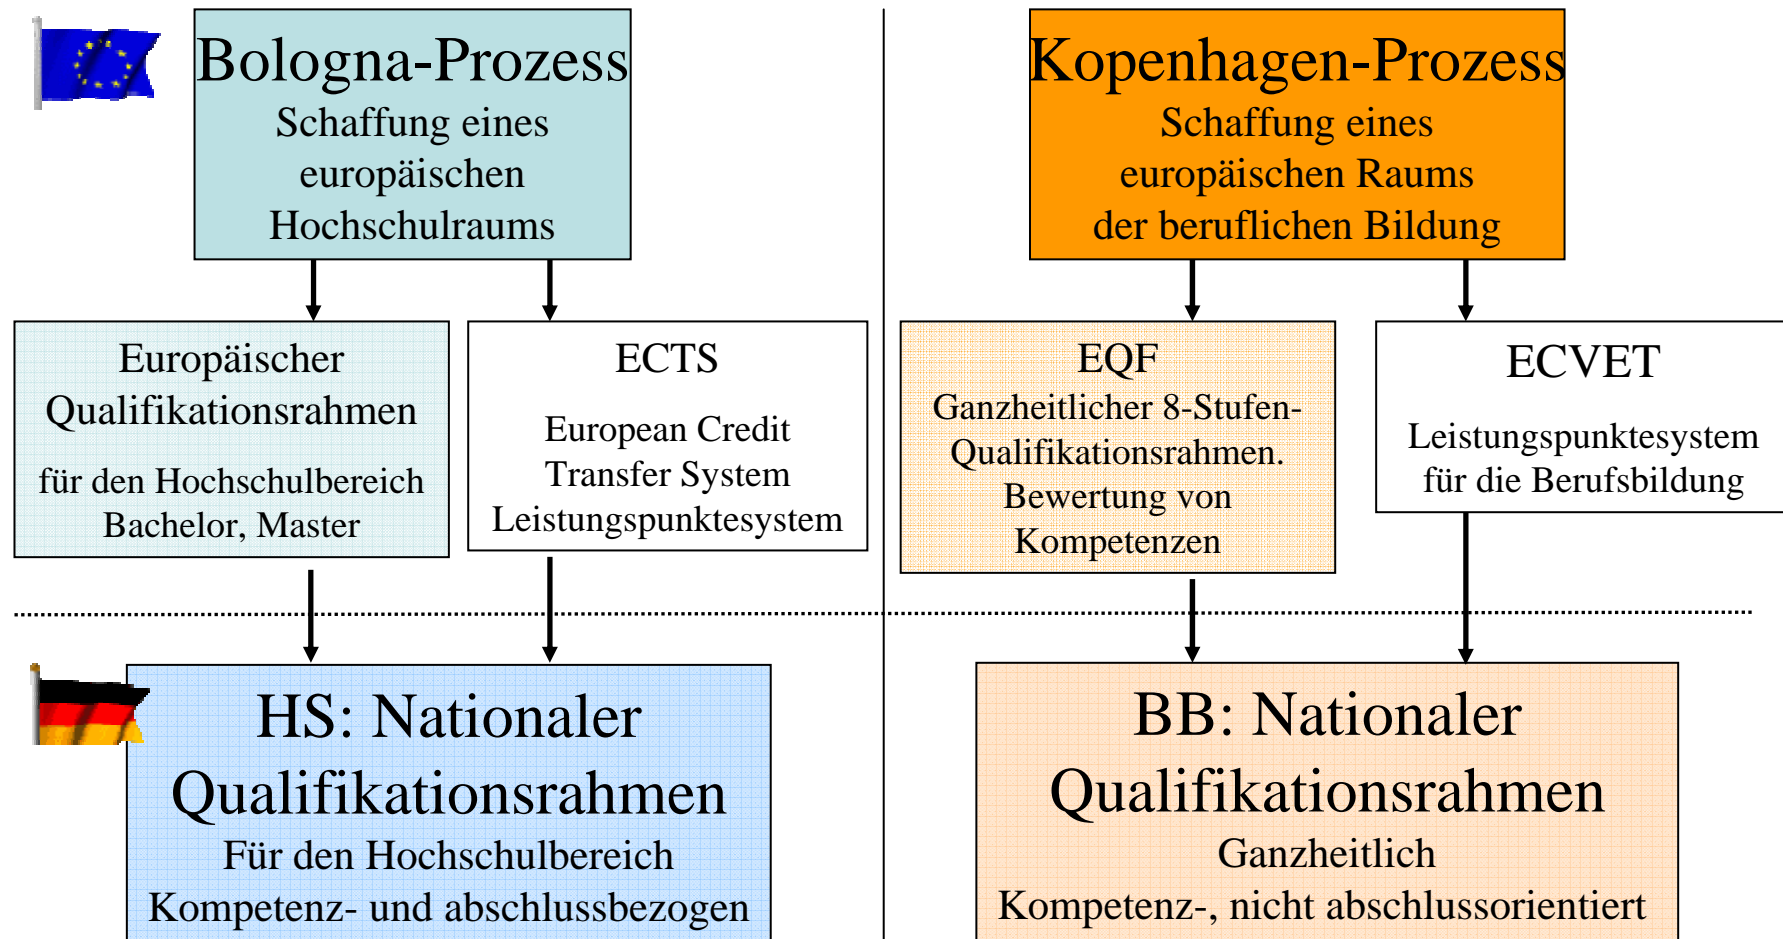 Bologna-Prozess
Schaffung eines
europäischen
Hochschulraums
Kopenhagen-Prozess
Schaffung eines
europäischen Raums
der beruflichen Bildung
Europäischer
Qualifikationsrahmen
für den Hochschulbereich
Bachelor, Master
ECTS
European Credit
Transfer System
Leistungspunktesystem
EQF
Ganzheitlicher 8-Stufen-
Qualifikationsrahmen.
Bewertung von
Kompetenzen
ECVET
Leistungspunktesystem
für die Berufsbildung
HS: Nationaler
Qualifikationsrahmen
Für den Hochschulbereich
Kompetenz- und abschlussbezogen
BB: Nationaler
Qualifikationsrahmen
Ganzheitlich
Kompetenz-, nicht abschlussorientiert